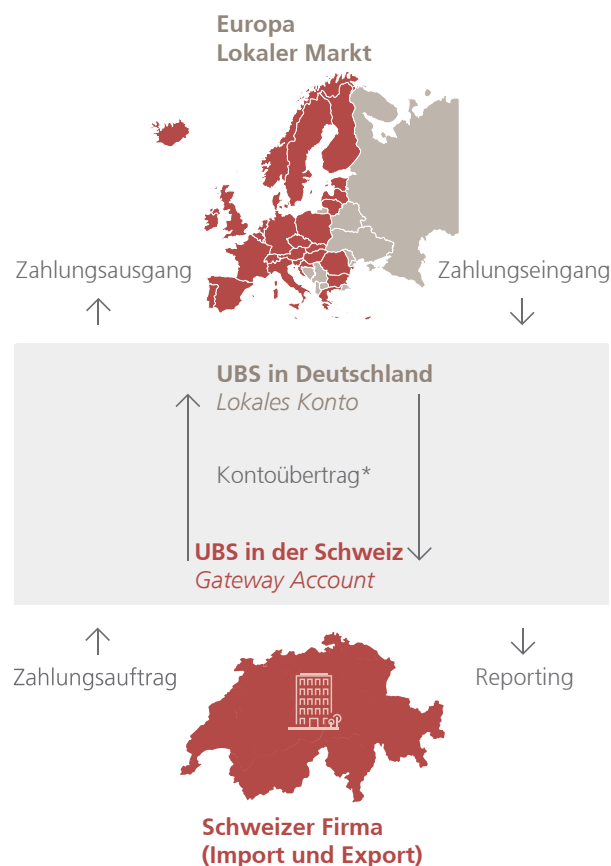 Europa
Lokaler Markt
Zahlungsausgang
Zahlungseingang
UBS in Deutschland
Lokales Konto
Kontoübertrag*
UBS in der Schweiz
Gateway Account
Zahlungsauftrag
Reporting
Schweizer Firma
(Import und Export)